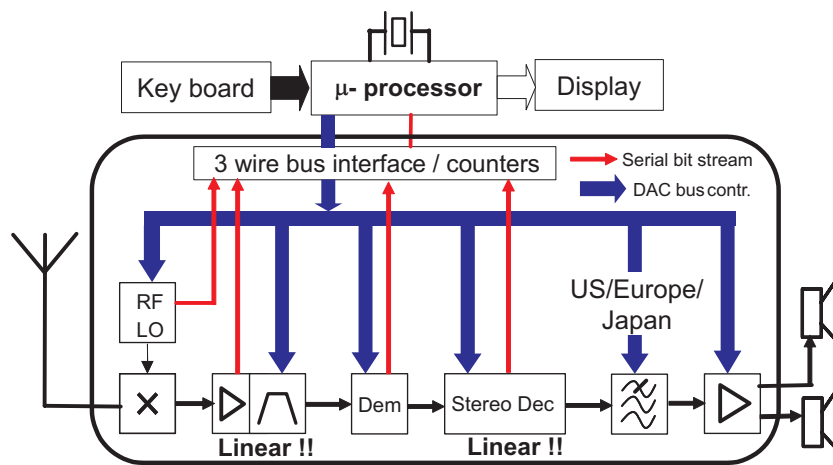 Key board
μ- processor
Display
3 wire bus interface / counters
Serial bit stream
DAC bus contr.
RF
LO
US/Europe/
Japan
Dem
Stereo Dec
Linear !!
Linear !!